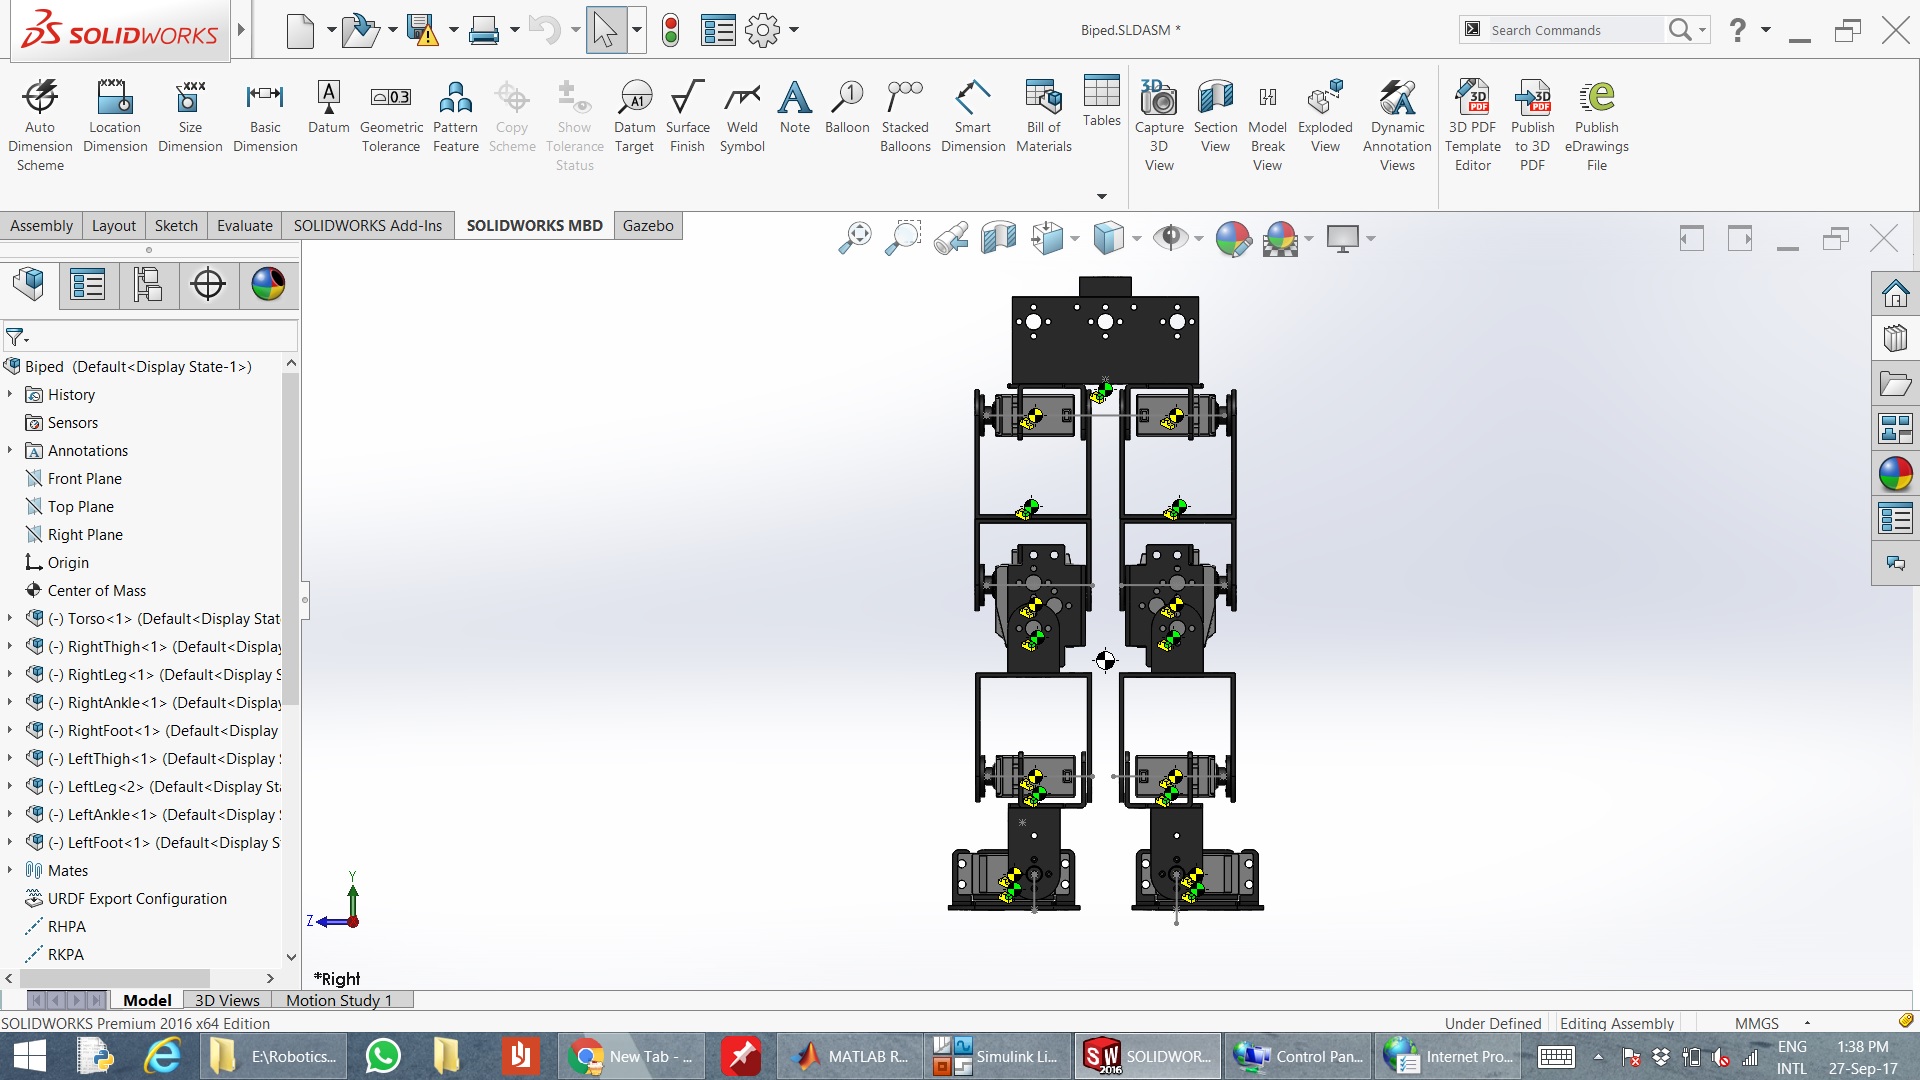 SOLIDWORKS
Biped.SLDASM *
Search Commands
?
Auto Dimension Scheme
Location Dimension
Size Dimension
Basic Dimension
Datum
Geometric Tolerance
Pattern Feature
Copy Scheme
Show Tolerance Status
Datum Target
Surface Finish
Weld Symbol
Note
Balloon
Stacked Balloons
Smart Dimension
Bill of Materials
Tables
Capture 3D View
Section View
Model Break View
Exploded View
Dynamic Annotation Views
3D PDF Template Editor
Publish to 3D PDF
Publish eDrawings File
Assembly
Layout
Sketch
Evaluate
SOLIDWORKS Add-Ins
SOLIDWORKS MBD
Gazebo
Biped (Default<Display State-1>)
History
Sensors
Annotations
Front Plane
Top Plane
Right Plane
Origin
Center of Mass
(-) Torso<1> (Default<Display Stat
(-) RightThigh<1> (Default<Display
(-) RightLeg<1> (Default<Display S
(-) RightAnkle<1> (Default<Display
(-) RightFoot<1> (Default<Display
(-) LeftThigh<1> (Default<Display
(-) LeftLeg<2> (Default<Display Sta
(-) LeftAnkle<1> (Default<Display
(-) LeftFoot<1> (Default<Display S
Mates
URDF Export Configuration
RHPA
RKPA
Y
Z
*Right
Model
3D Views
Motion Study 1
SOLIDWORKS Premium 2016 x64 Edition
Under Defined
Editing Assembly
MMGS
E:\Robotics...
New Tab - ...
MATLAB R...
Simulink Li...
SOLIDWOR...
Control Pan...
Internet Pro...
ENG
INTL
1:38 PM
27-Sep-17